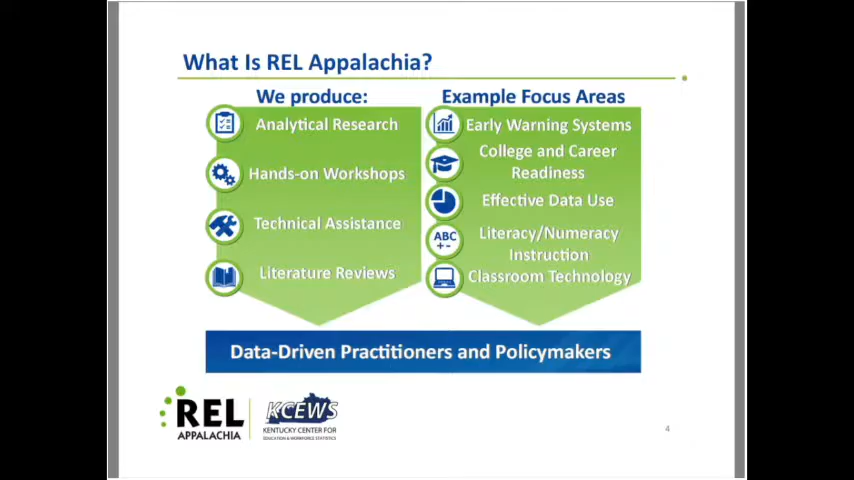 What Is REL Appalachia?
We produce:
Analytical Research
Hands-on Workshops
Technical Assistance
Literature Reviews
Example Focus Areas
Early Warning Systems
College and Career
Readiness
Effective Data Use
ABC
+-
Literacy/Numeracy
Instruction
Classroom Technology
Data-Driven Practitioners and Policymakers
REL
APPALACHIA
KCEWS
KENTUCKY CENTER FOR
EDUCATION & WORKFORCE STATISTICS
4